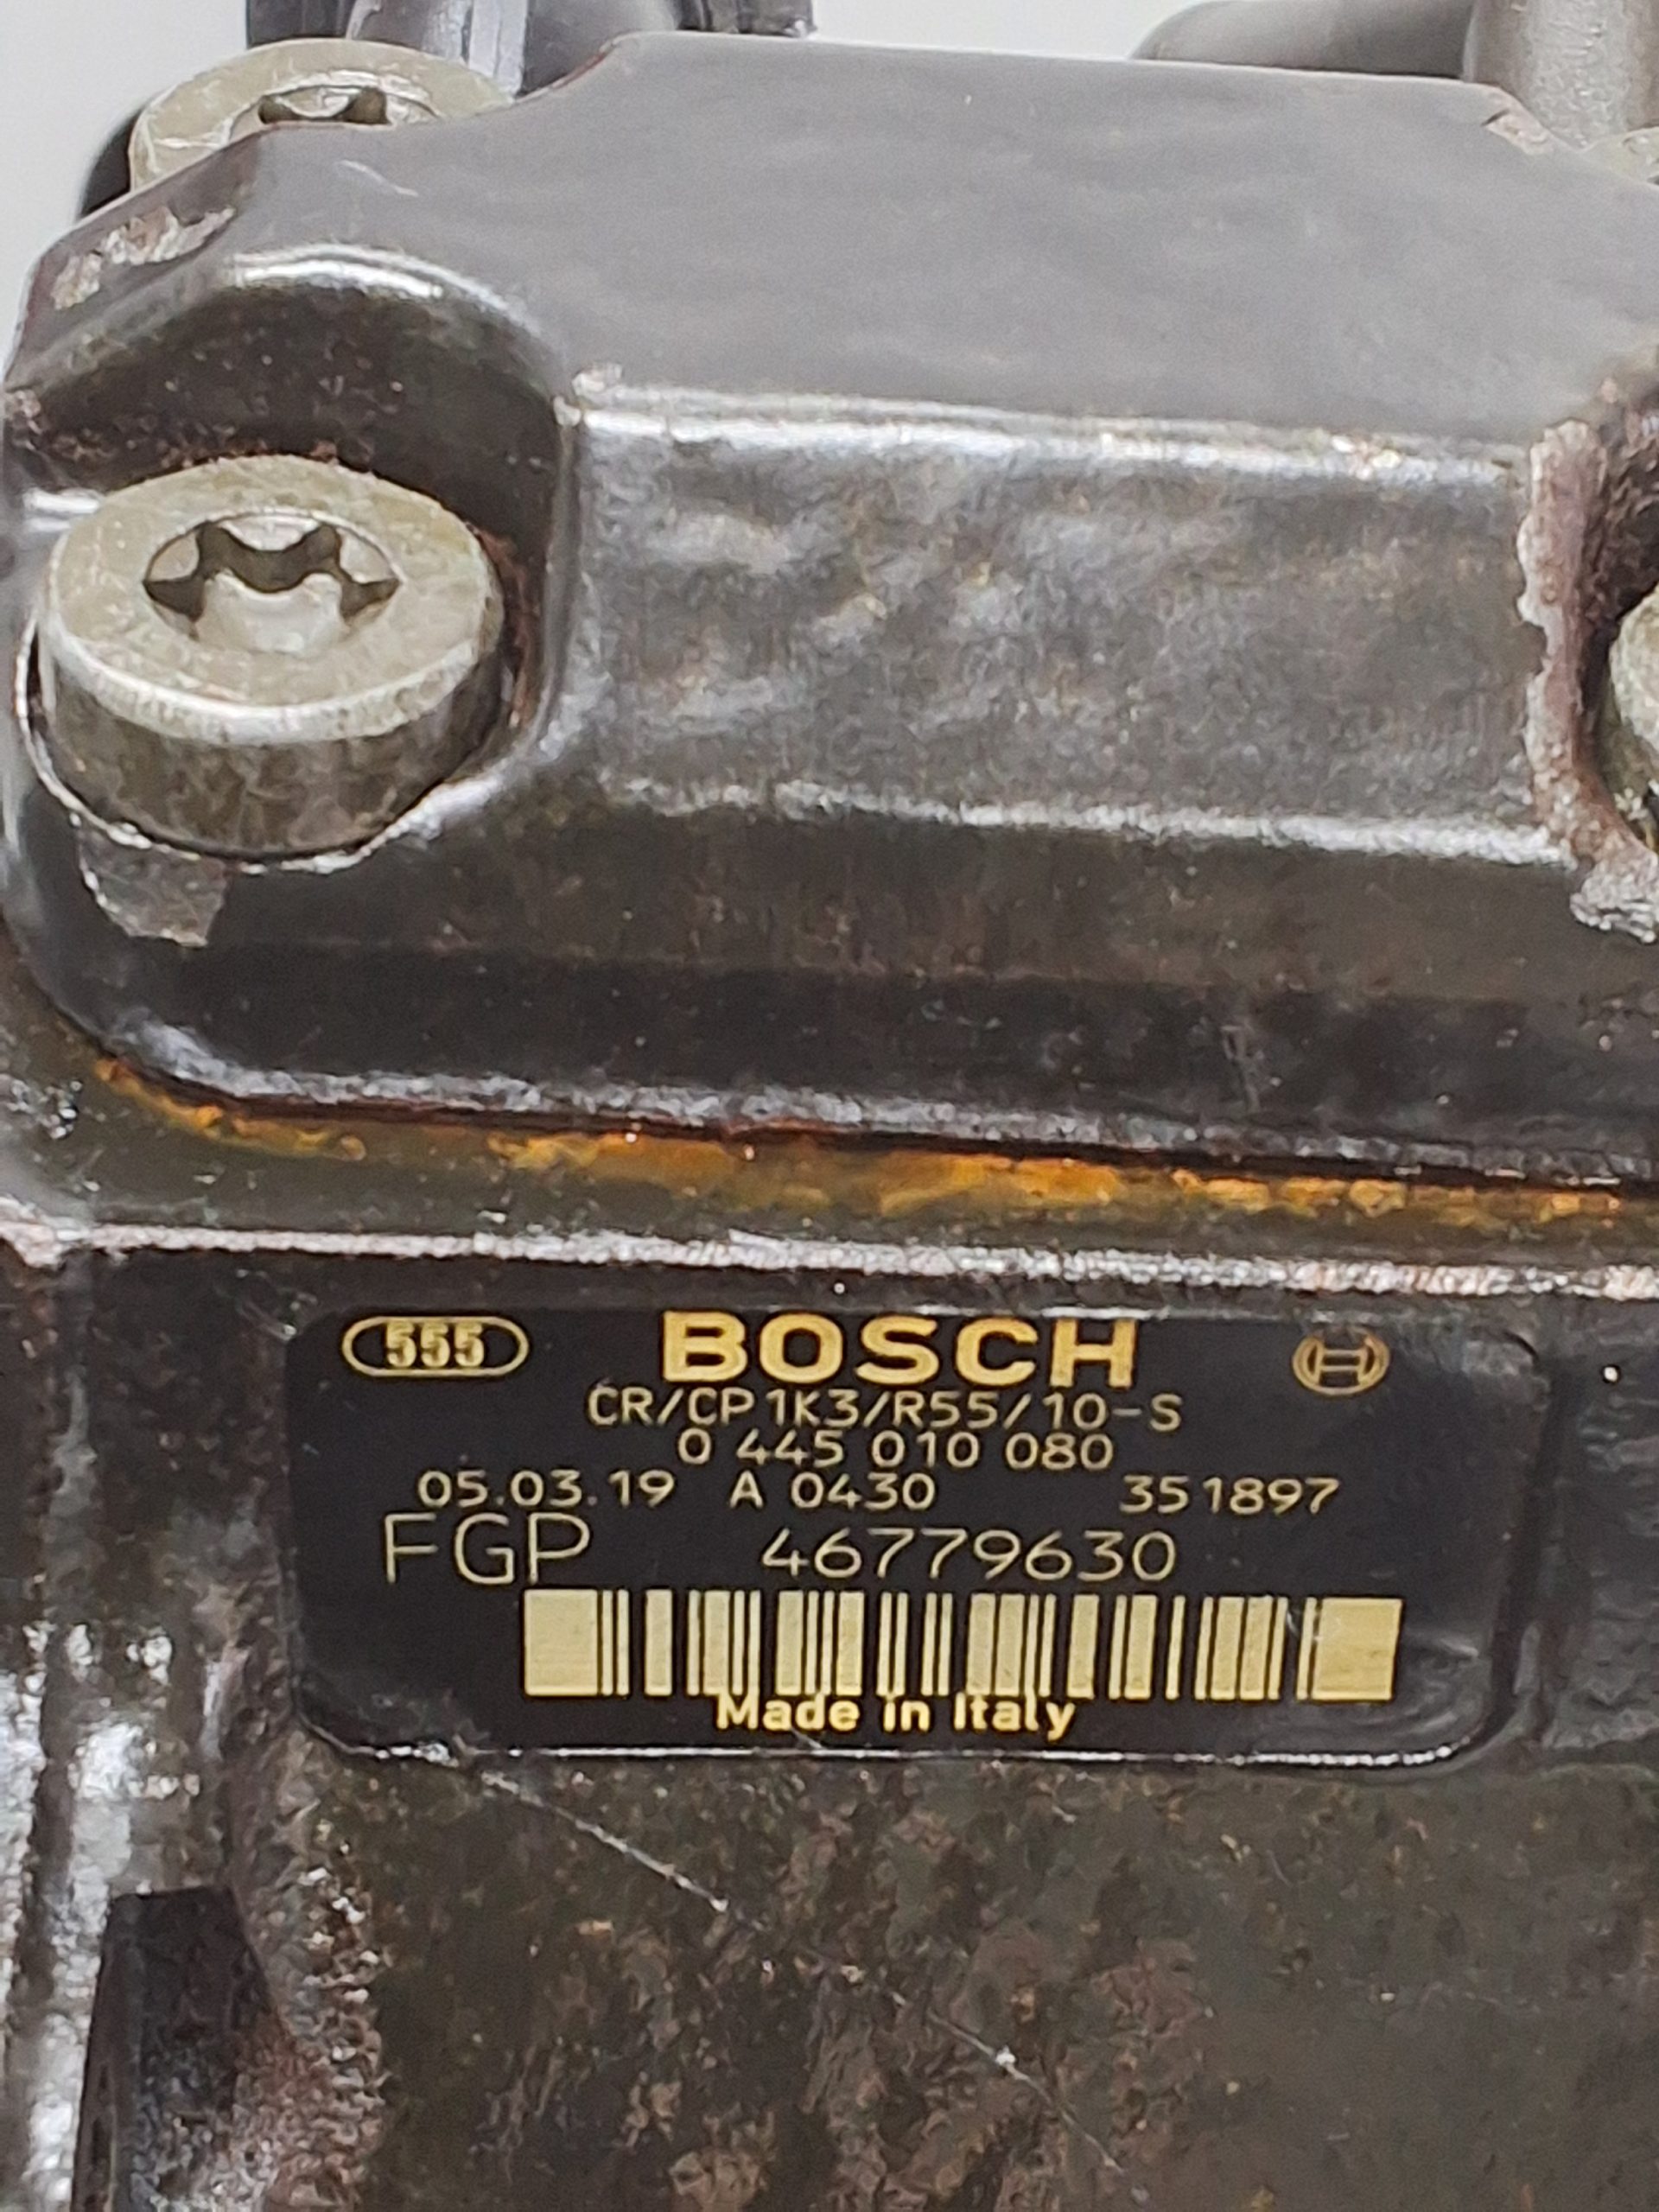 555 BOSCH
CR/CP1K3/R55/10-S
0 445 010 080
05.03.19 A 0430 351897
FGP 46779630
Made in Italy